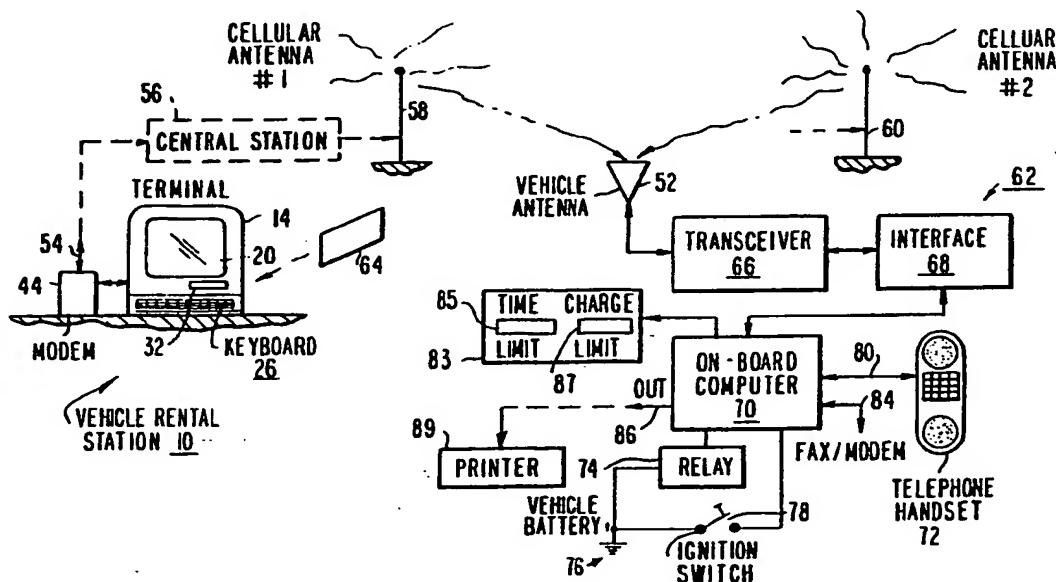 CELLULAR
ANTENNA
#1
CELLUAR
ANTENNA
#2
56
CENTRAL STATION
58
60
TERMINAL
14
54
44
20
64
32
MODEM
KEYBOARD
26
VEHICLE RENTAL
STATION 10
VEHICLE
ANTENNA
52
62
TRANSCEIVER
66
INTERFACE
68
85
TIME
CHARGE
83
LIMIT
87
LIMIT
ON-BOARD
COMPUTER
70
80
84
OUT
86
FAX/MODEM
89
PRINTER
74
RELAY
VEHICLE
BATTERY
76
78
IGNITION
SWITCH
TELEPHONE
HANDSET
72